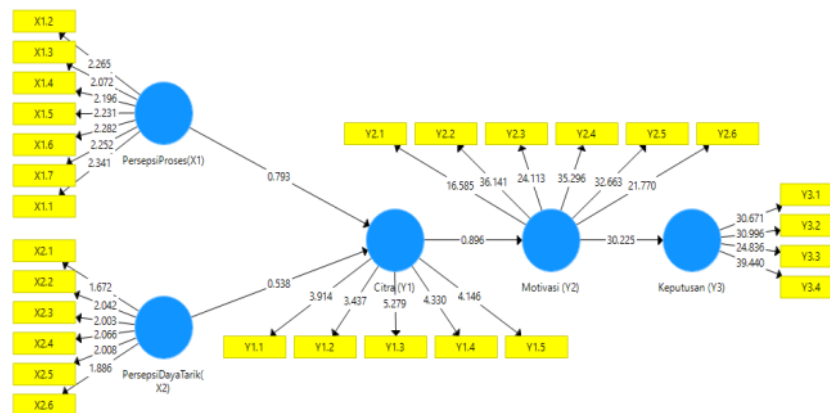 X1.2
X1.3
X1.4
X1.5
X1.6
X1.7
X1.1
2.265
2.072
2.196
2.231
2.282
2.252
2.341
PersepsiProses(X1)
0.793
X2.1
X2.2
X2.3
X2.4
X2.5
X2.6
1.672
2.042
2.003
2.066
2.008
1.886
PersepsiDayaTarik(
X2)
0.538
Citra (Y1)
3.914
3.437
5.279
4.330
4.146
Y1.1
Y1.2
Y1.3
Y1.4
Y1.5
0.896
Y2.1
Y2.2
Y2.3
Y2.4
Y2.5
Y2.6
16.585
36.141
24.113
35.296
32.663
21.770
Motivasi (Y2)
30.225
Keputusan (Y3)
30.671
30.996
24.836
39.440
Y3.1
Y3.2
Y3.3
Y3.4